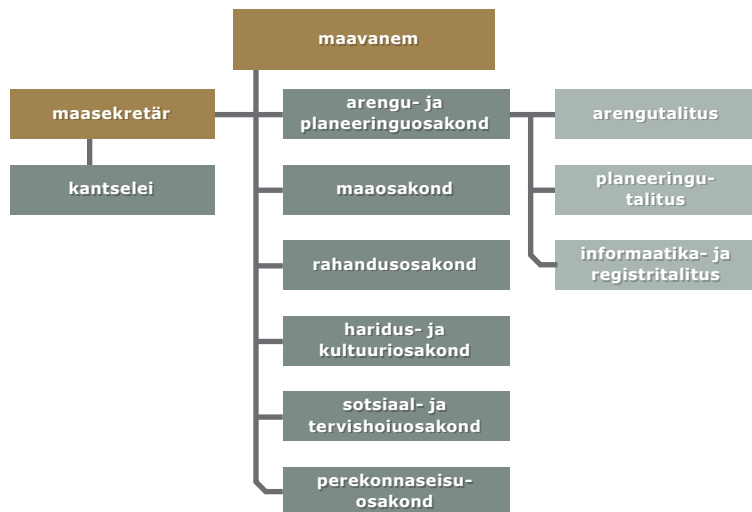 maavanem
maasekretär
arengu- ja
planeeringuosakond
arengutalitus
kantselei
maaosakond
planeeringu-
talitus
rahandusosakond
informaatika- ja
registritalitus
haridus- ja
kultuuriosakond
sotsiaal- ja
tervishoiuosakond
perekonnaseisu-
osakond